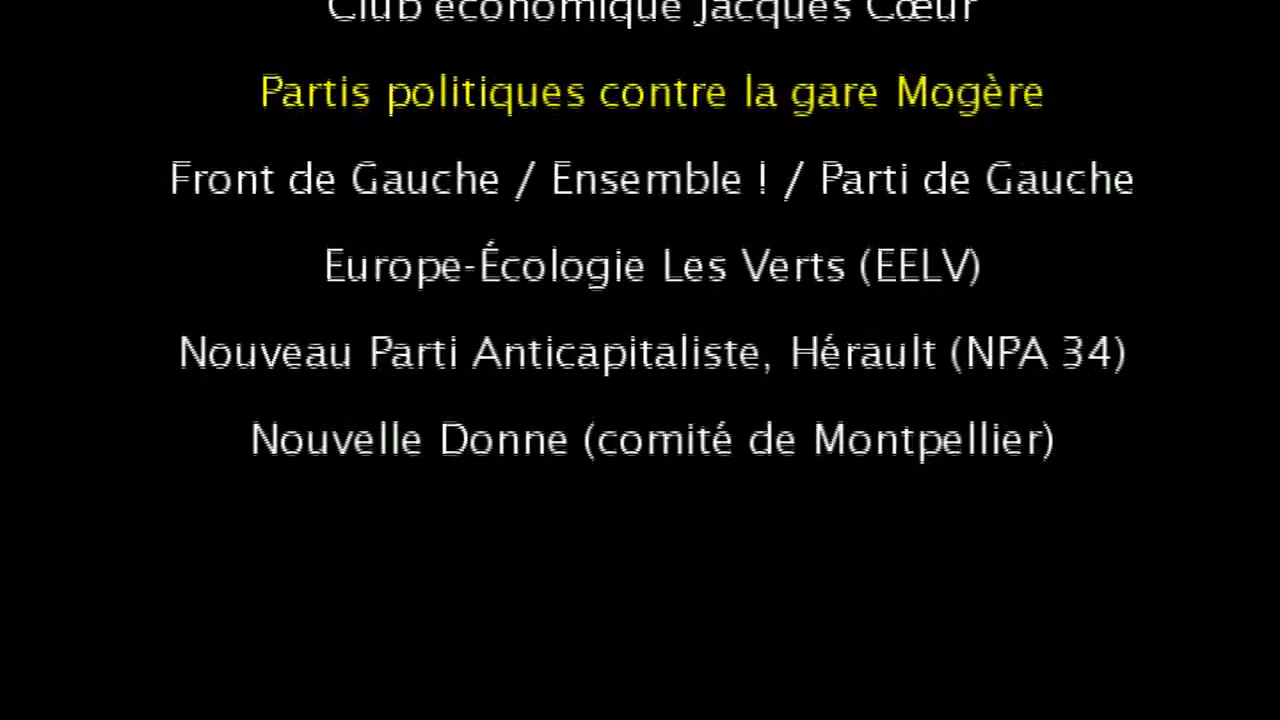 Club économique Jacques Cœur
Partis politiques contre la gare Mogère
Front de Gauche / Ensemble ! / Parti de Gauche
Europe-Écologie Les Verts (EELV)
Nouveau Parti Anticapitaliste, Hérault (NPA 34)
Nouvelle Donne (comité de Montpellier)